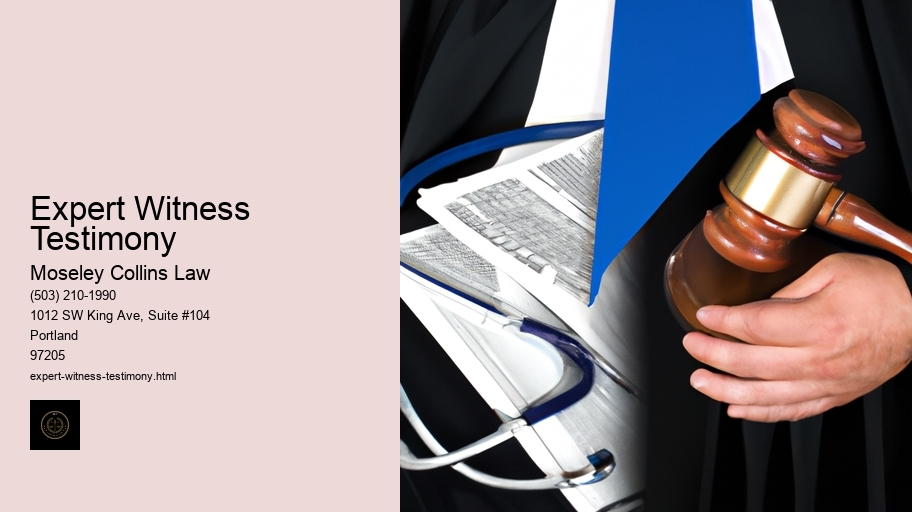 Expert Witness
Testimony
Moseley Collins Law
(503) 210-1990
1012 SW King Ave, Suite #104
Portland
97205
expert-witness-testimony.html